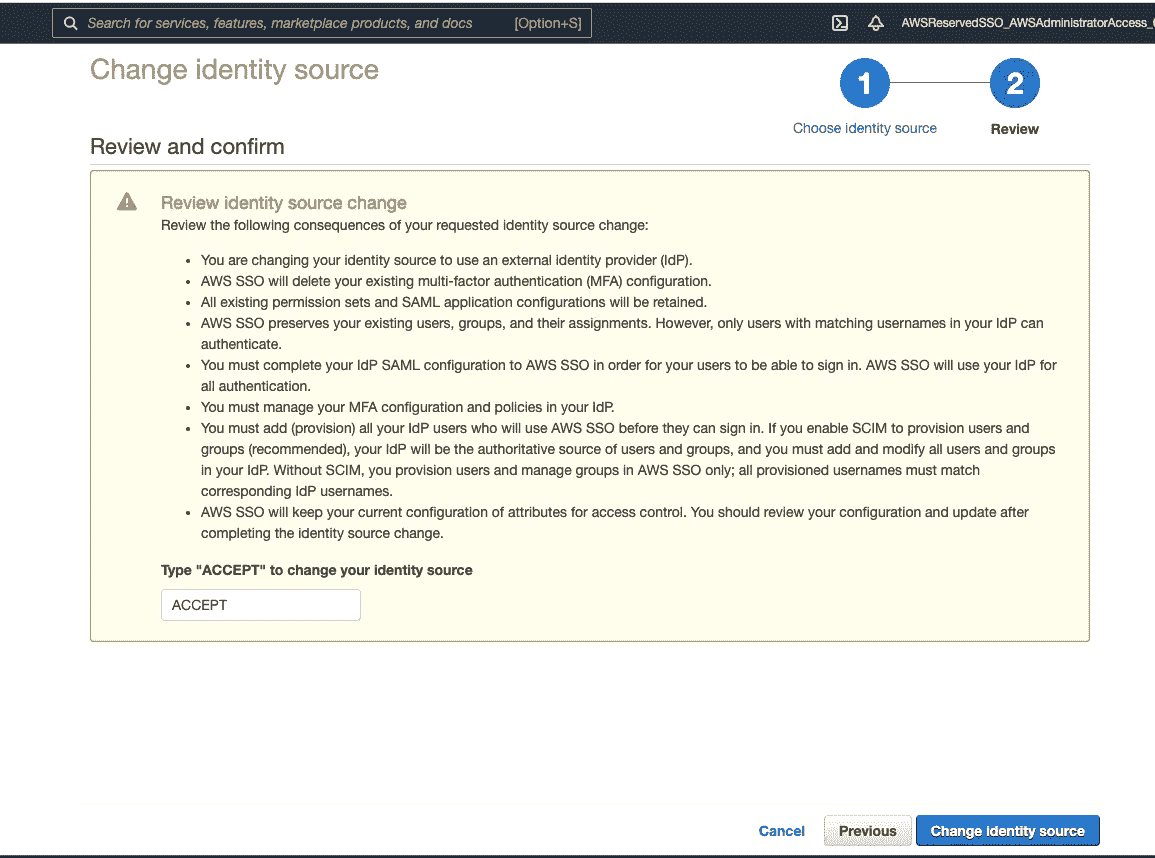 Search for services, features, marketplace products, and docs [Option+S] AWSReservedSSO_AWSAdministratorAccess_
Change identity source
1 2
Choose identity source Review
Review and confirm
Review identity source change
Review the following consequences of your requested identity source change:
• You are changing your identity source to use an external identity provider (IdP).
• AWS SSO will delete your existing multi-factor authentication (MFA) configuration.
• All existing permission sets and SAML application configurations will be retained.
• AWS SSO preserves your existing users, groups, and their assignments. However, only users with matching usernames in your IdP can
authenticate.
• You must complete your IdP SAML configuration to AWS SSO in order for your users to be able to sign in. AWS SSO will use your IdP for
all authentication.
• You must manage your MFA configuration and policies in your IdP.
• You must add (provision) all your IdP users who will use AWS SSO before they can sign in. If you enable SCIM to provision users and
groups (recommended), your IdP will be the authoritative source of users and groups, and you must add and modify all users and groups
in your IdP. Without SCIM, you provision users and manage groups in AWS SSO only; all provisioned usernames must match
corresponding IdP usernames.
• AWS SSO will keep your current configuration of attributes for access control. You should review your configuration and update after
completing the identity source change.
Type "ACCEPT" to change your identity source
ACCEPT
Cancel Previous Change identity source